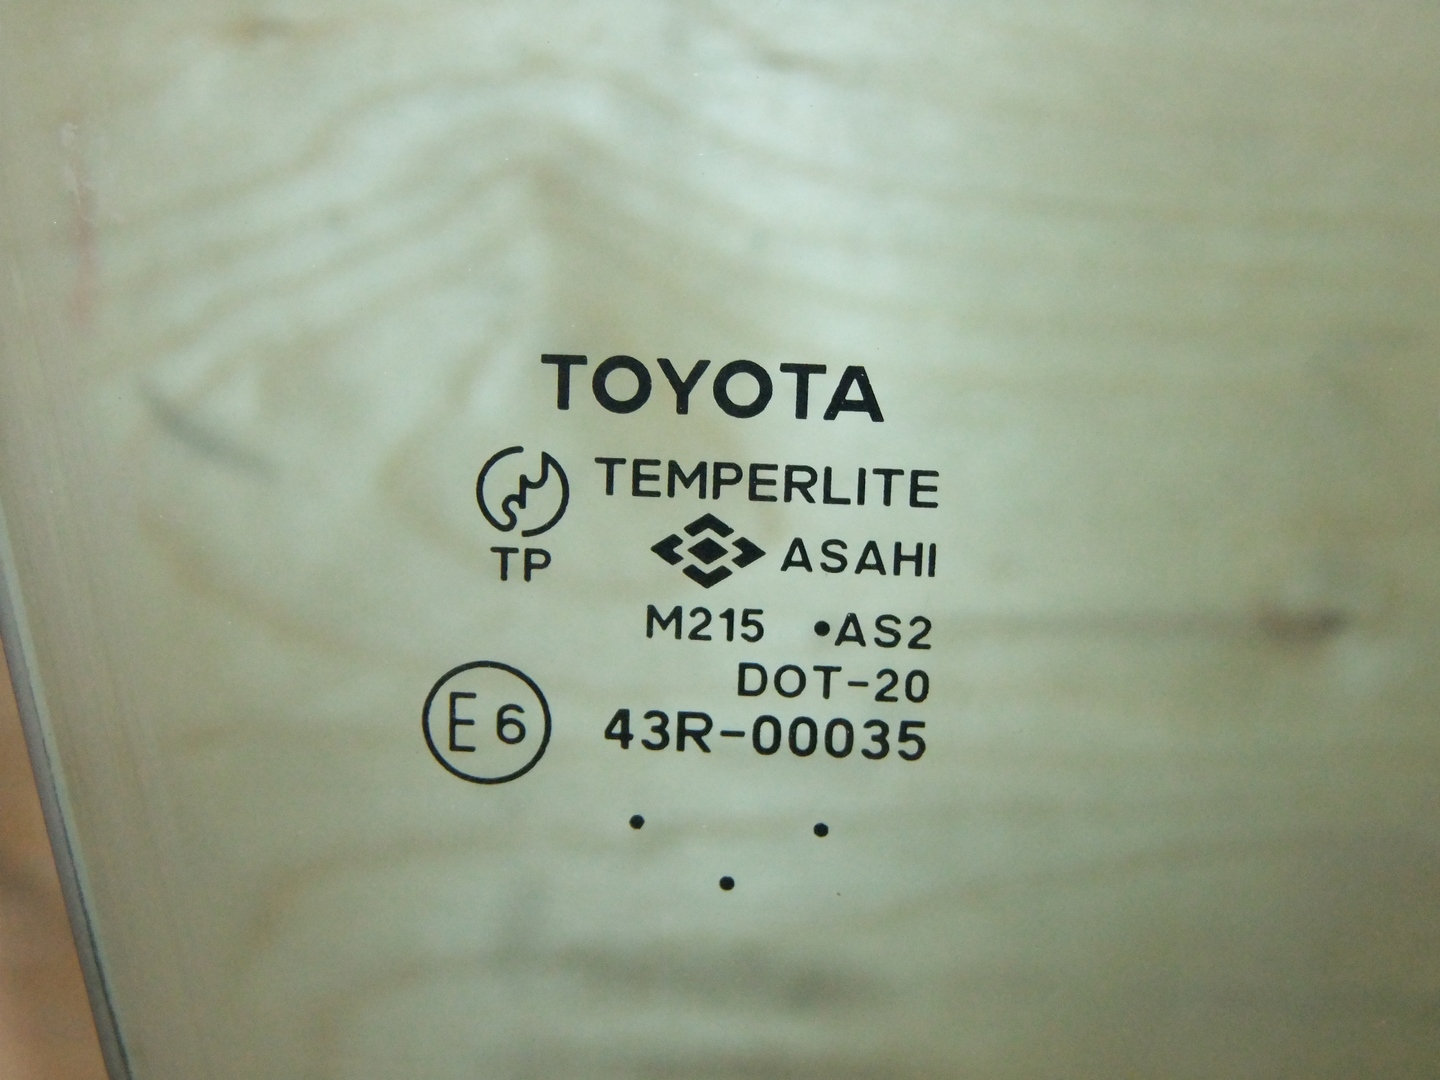 TOYOTA
TEMPERLITE
TP
ASAHI
M215 •AS2
DOT-20
E6 43R-00035